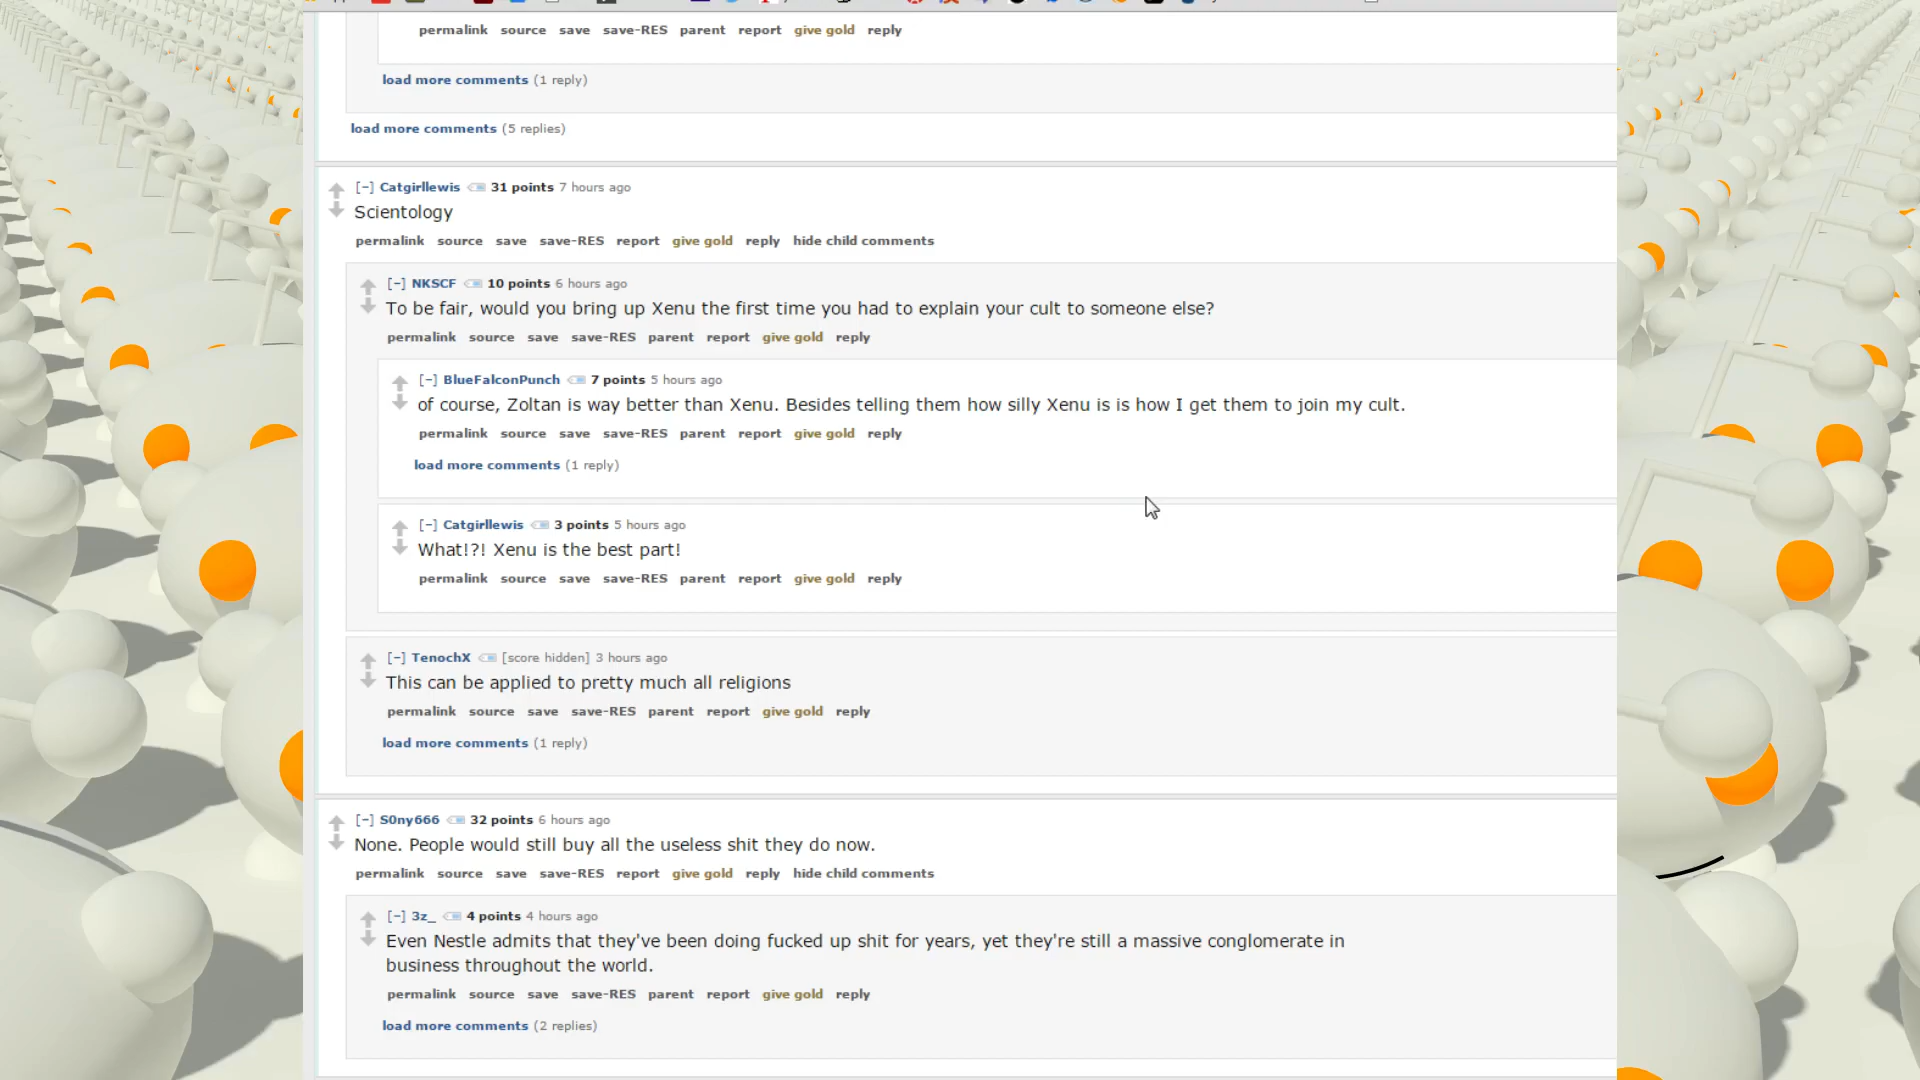 permalink source save save-RES parent report give gold reply
load more comments (1 reply)
load more comments (5 replies)
[–] Catgirllewis 31 points 7 hours ago
Scientology
permalink source save save-RES report give gold reply hide child comments
[–] NKSCF 10 points 6 hours ago
To be fair, would you bring up Xenu the first time you had to explain your cult to someone else?
permalink source save save-RES parent report give gold reply
[–] BlueFalconPunch 7 points 5 hours ago
of course, Zoltan is way better than Xenu. Besides telling them how silly Xenu is is how I get them to join my cult.
permalink source save save-RES parent report give gold reply
load more comments (1 reply)
[–] Catgirllewis 3 points 5 hours ago
What!?! Xenu is the best part!
permalink source save save-RES parent report give gold reply
[–] TenochX [score hidden] 3 hours ago
This can be applied to pretty much all religions
permalink source save save-RES parent report give gold reply
load more comments (1 reply)
[–] S0ny666 32 points 6 hours ago
None. People would still buy all the useless shit they do now.
permalink source save save-RES report give gold reply hide child comments
[–] 3z_ 4 points 4 hours ago
Even Nestle admits that they've been doing fucked up shit for years, yet they're still a massive conglomerate in
business throughout the world.
permalink source save save-RES parent report give gold reply
load more comments (2 replies)